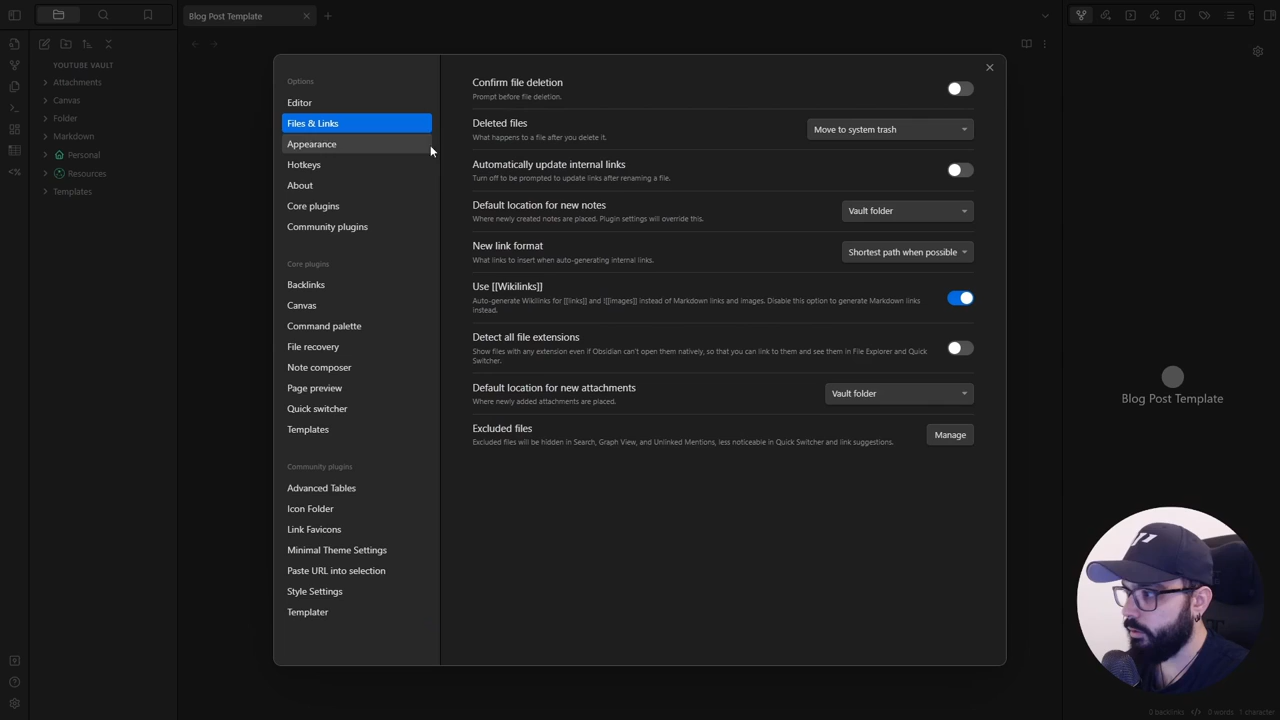 Blog Post Template
YOUTUBE VAULT
Attachments
Canvas
Folder
Markdown
Personal
Resources
Templates
Options
Editor
Files & Links
Appearance
Hotkeys
About
Core plugins
Community plugins
Core plugins
Backlinks
Canvas
Command palette
File recovery
Note composer
Page preview
Quick switcher
Templates
Community plugins
Advanced Tables
Icon Folder
Link Favicons
Minimal Theme Settings
Paste URL into selection
Style Settings
Templater
Confirm file deletion
Prompt before file deletion.
Deleted files
What happens to a file after you delete it.
Move to system trash
Automatically update internal links
Turn off to be prompted to update links after renaming a file.
Default location for new notes
Where newly created notes are placed. Plugin settings will override this.
Vault folder
New link format
What links to insert when auto-generating internal links.
Shortest path when possible
Use [[Wikilinks]]
Auto-generate Wikilinks for [[links]] and ![[images]] instead of Markdown links and images. Disable this option to generate Markdown links
instead.
Detect all file extensions
Show files with any extension even if Obsidian can't open them natively, so that you can link to them and see them in File Explorer and Quick
Switcher.
Default location for new attachments
Where newly added attachments are placed.
Vault folder
Excluded files
Excluded files will be hidden in Search, Graph View, and Unlinked Mentions, less noticeable in Quick Switcher and link suggestions.
Manage
Blog Post Template
0 backlinks
0 words
1 character